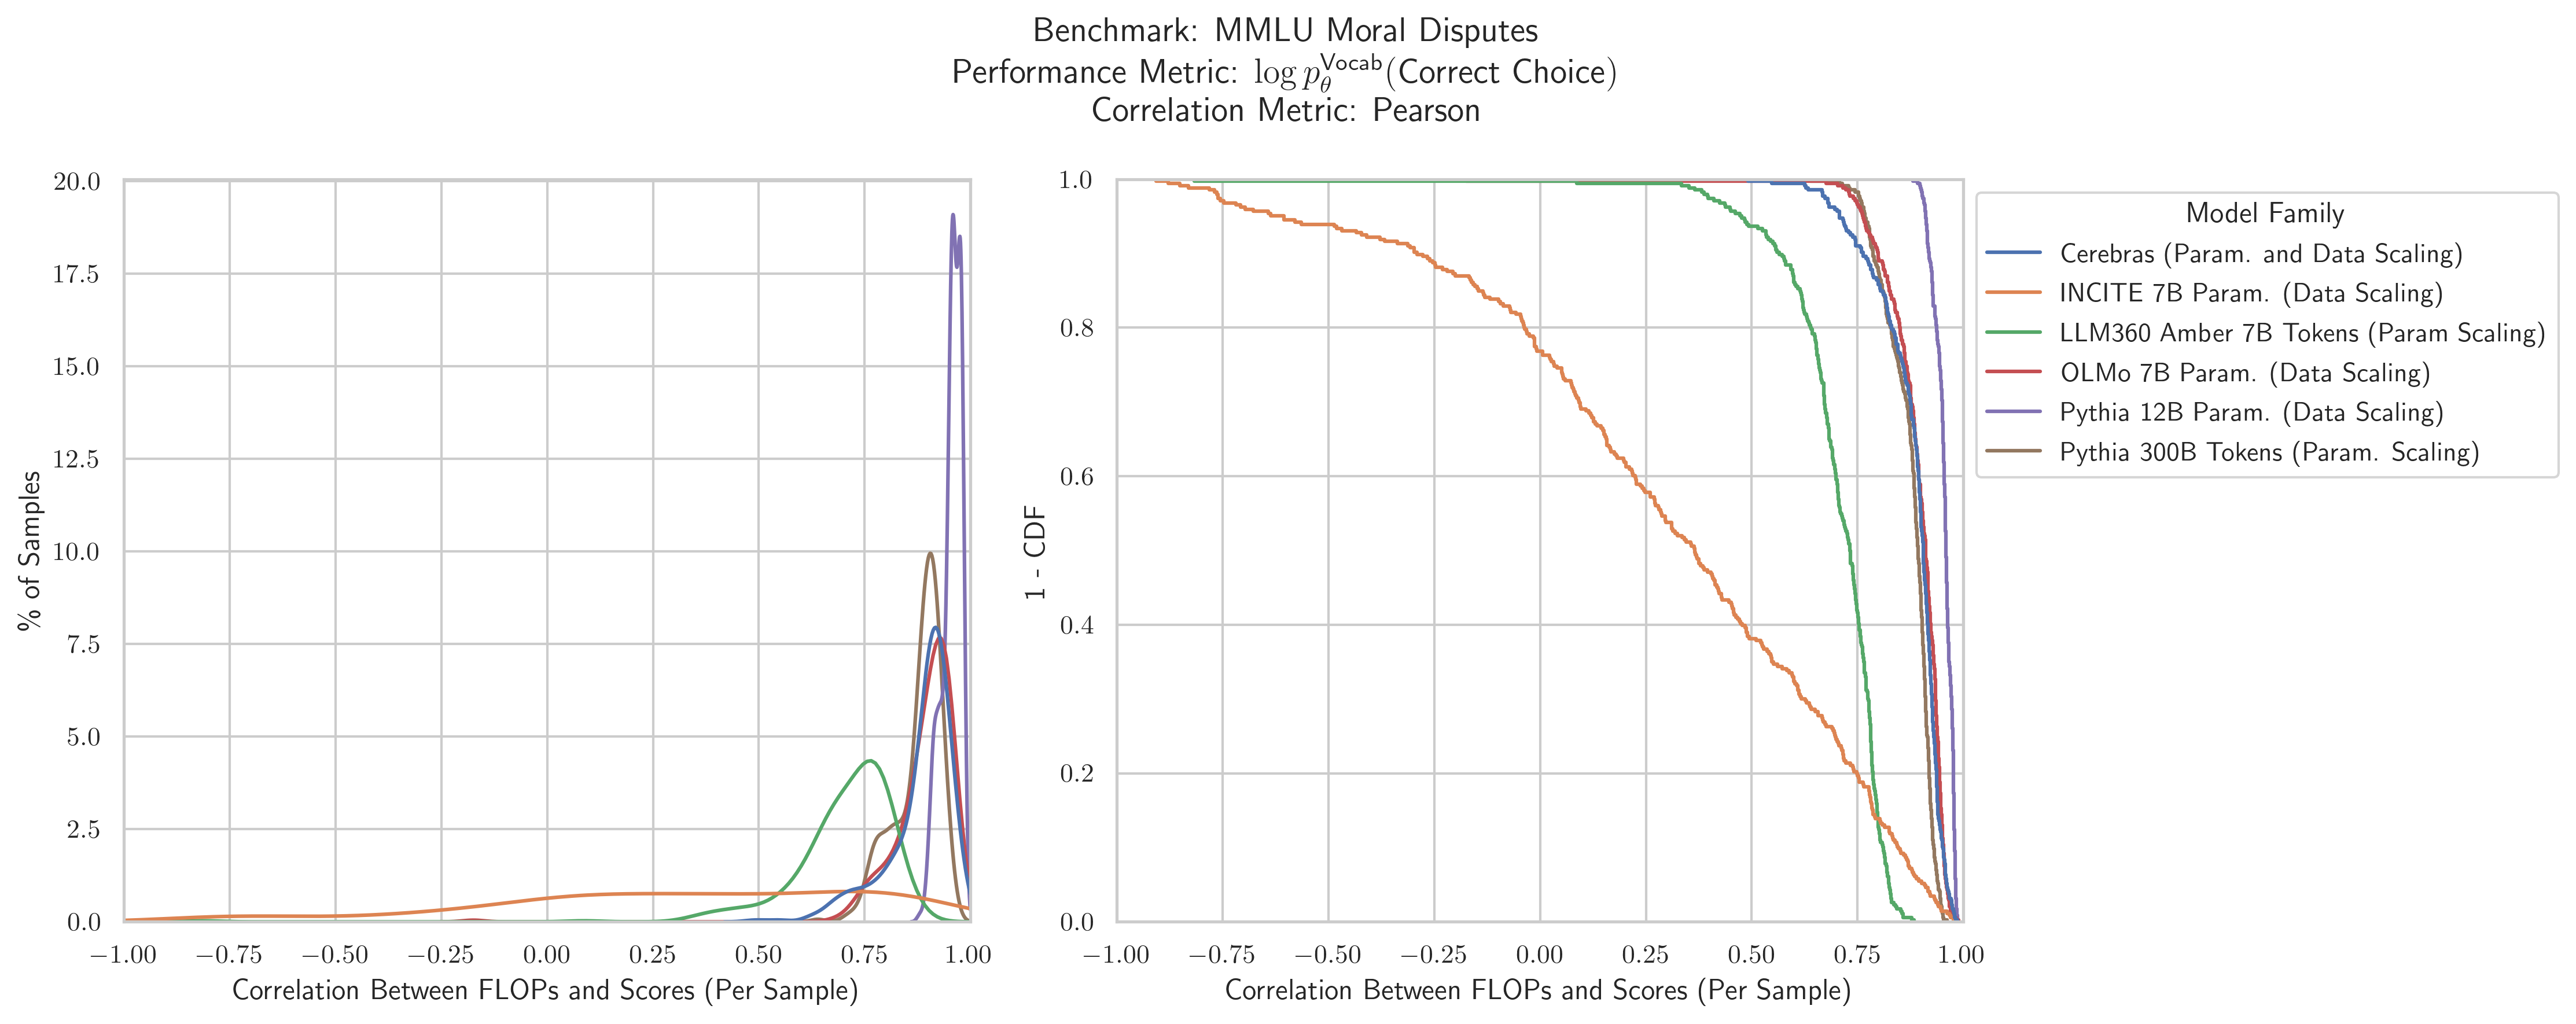 Benchmark: MMLU Moral Disputes
Performance Metric: log p_θ^Vocab(Correct Choice)
Correlation Metric: Pearson
20.0
17.5
15.0
12.5
10.0
7.5
5.0
2.5
0.0
% of Samples
−1.00 −0.75 −0.50 −0.25 0.00 0.25 0.50 0.75 1.00
Correlation Between FLOPs and Scores (Per Sample)
1.0
0.8
0.6
0.4
0.2
0.0
1 - CDF
−1.00 −0.75 −0.50 −0.25 0.00 0.25 0.50 0.75 1.00
Correlation Between FLOPs and Scores (Per Sample)
Model Family
Cerebras (Param. and Data Scaling)
INCITE 7B Param. (Data Scaling)
LLM360 Amber 7B Tokens (Param Scaling)
OLMo 7B Param. (Data Scaling)
Pythia 12B Param. (Data Scaling)
Pythia 300B Tokens (Param. Scaling)